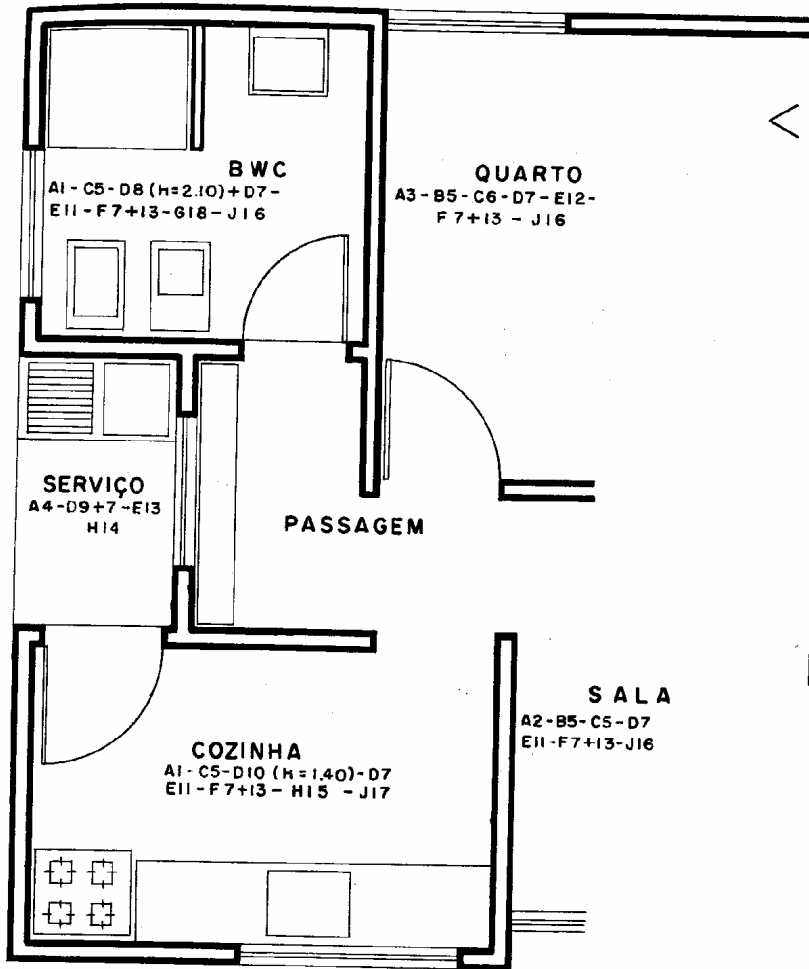 BWC
A1-C5-D8 (h=2.10)+D7-
E11-F7+13-G18-J16
QUARTO
A3-B5-C6-D7-E12-
F7+13-J16
SERVIÇO
A4-D9+7-E13
H14
PASSAGEM
SALA
A2-B5-C5-D7
E11-F7+13-J16
COZINHA
A1-C5-D10 (h=1.40)-D7
E11-F7+13-H15-J17